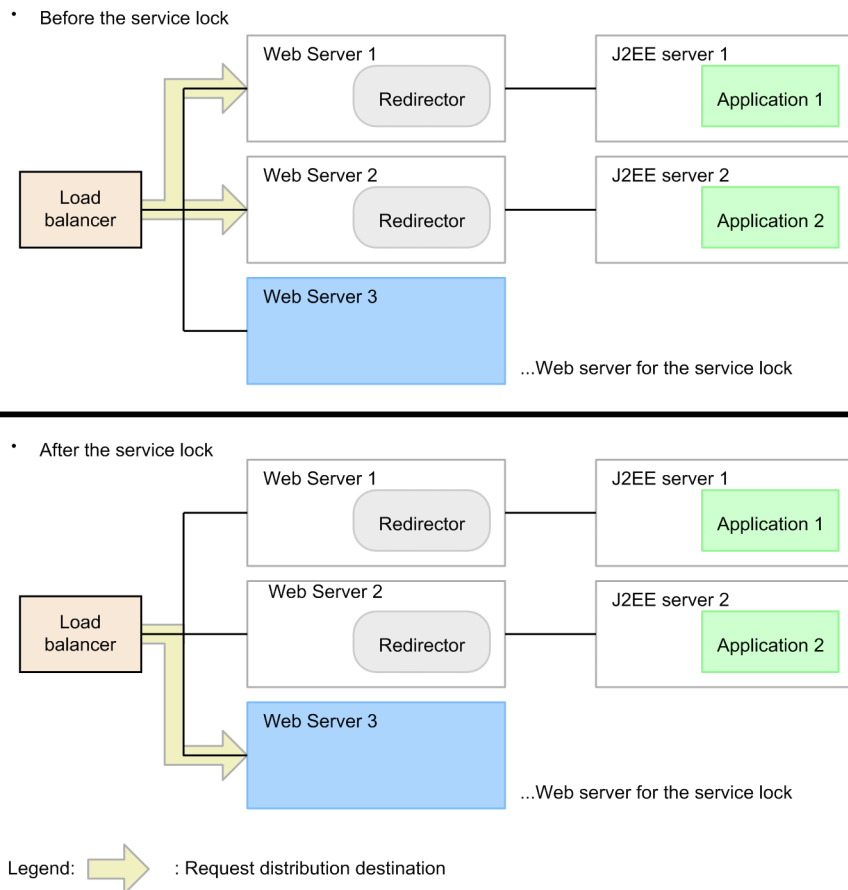 • Before the service lock
Web Server 1
J2EE server 1
Redirector
Application 1
Web Server 2
J2EE server 2
Load
balancer
Redirector
Application 2
Web Server 3
...Web server for the service lock
• After the service lock
Web Server 1
J2EE server 1
Redirector
Application 1
Web Server 2
J2EE server 2
Load
balancer
Redirector
Application 2
Web Server 3
...Web server for the service lock
Legend: : Request distribution destination